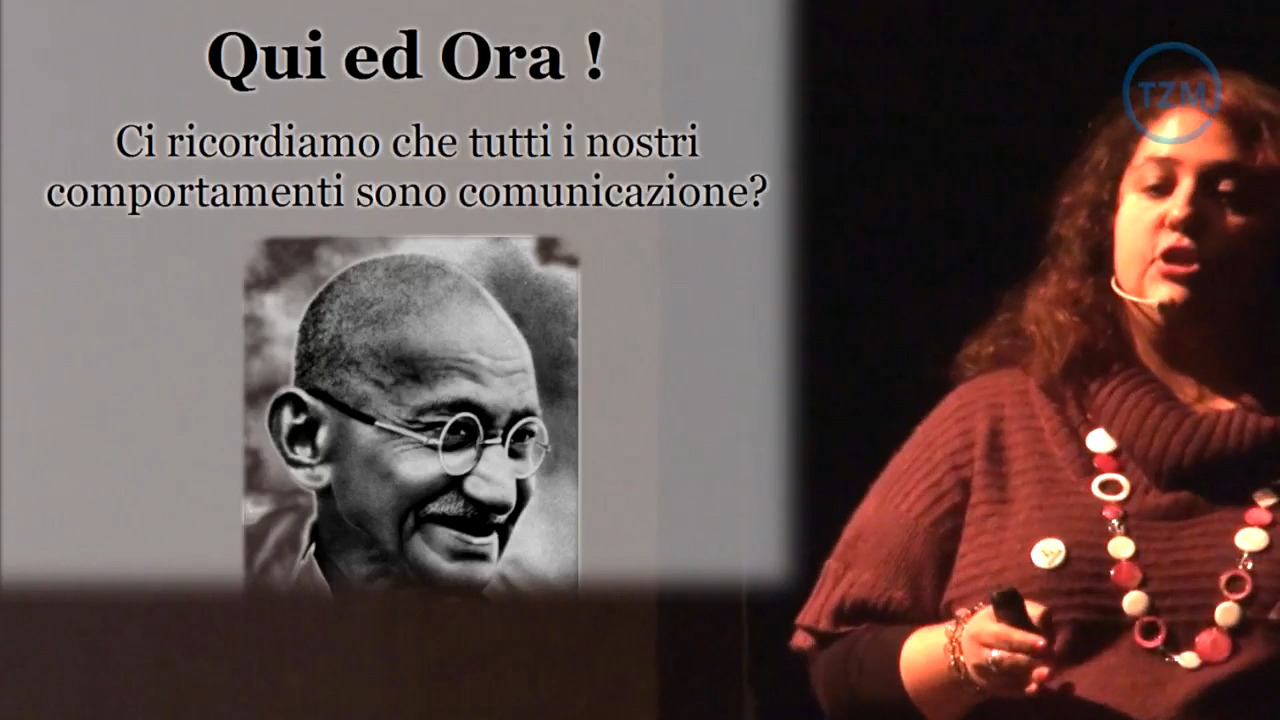 Qui ed Ora !
Ci ricordiamo che tutti i nostri
comportamenti sono comunicazione?
TZM